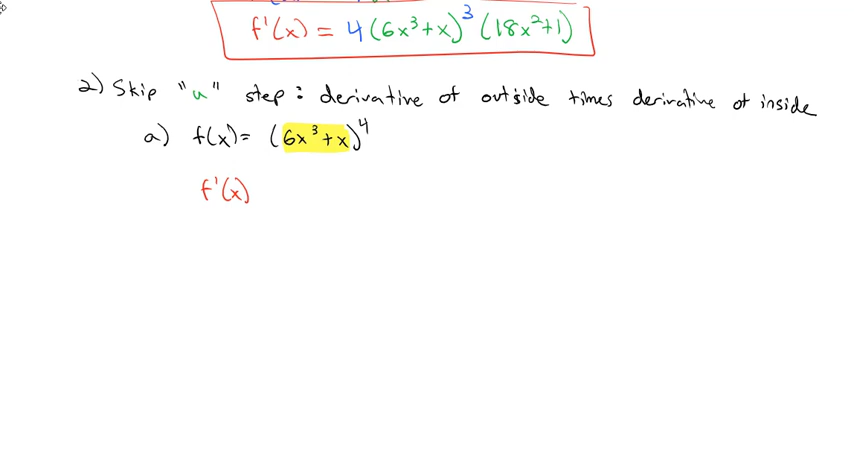 f'(x) = 4(6x³+x)³(18x²+1)
2) Skip "u" step: derivative of outside times derivative of inside
a) f(x) = (6x³+x)⁴
f'(x)